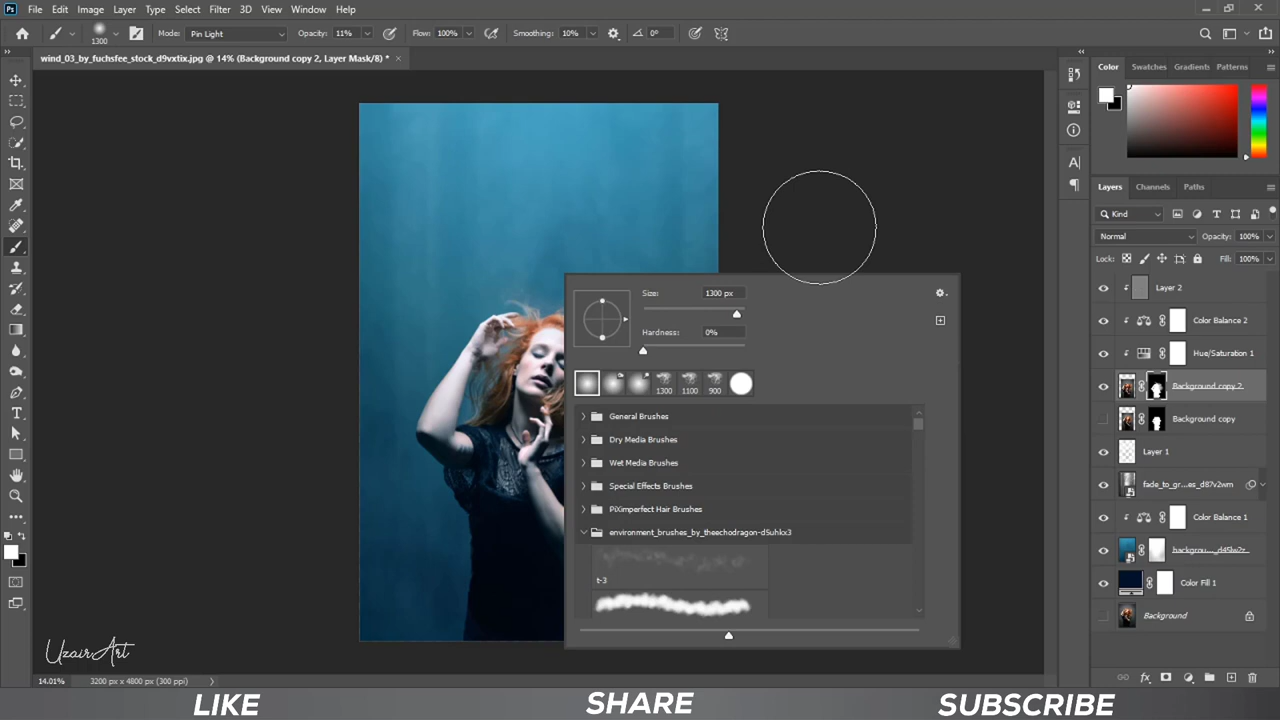 Ps File Edit Image Layer Type Select Filter 3D View Window Help
1300 Mode: Pin Light Opacity: 11% Flow: 100% Smoothing: 10% 0°
wind_03_by_fuchsfee_stock_d9vxtix.jpg @ 14% (Background copy 2, Layer Mask/8) *
Color Swatches Gradients Patterns
Layers Channels Paths
Kind
Normal Opacity: 100%
Lock: Fill: 100%
Layer 2
Color Balance 2
Hue/Saturation 1
Background copy 2
Background copy
Layer 1
fade_to_gr...es_d87v2wm
Color Balance 1
Color Fill 1
Background
Size: 1300 px
Hardness: 0%
1300 1100 900
General Brushes
Dry Media Brushes
Wet Media Brushes
Special Effects Brushes
PiXimperfect Hair Brushes
environment_brushes_by_theechodragon-d5uhlxx3
t-3
UzairArt
14.01% 3200 px x 4800 px (300 ppi)
LIKE SHARE SUBSCRIBE